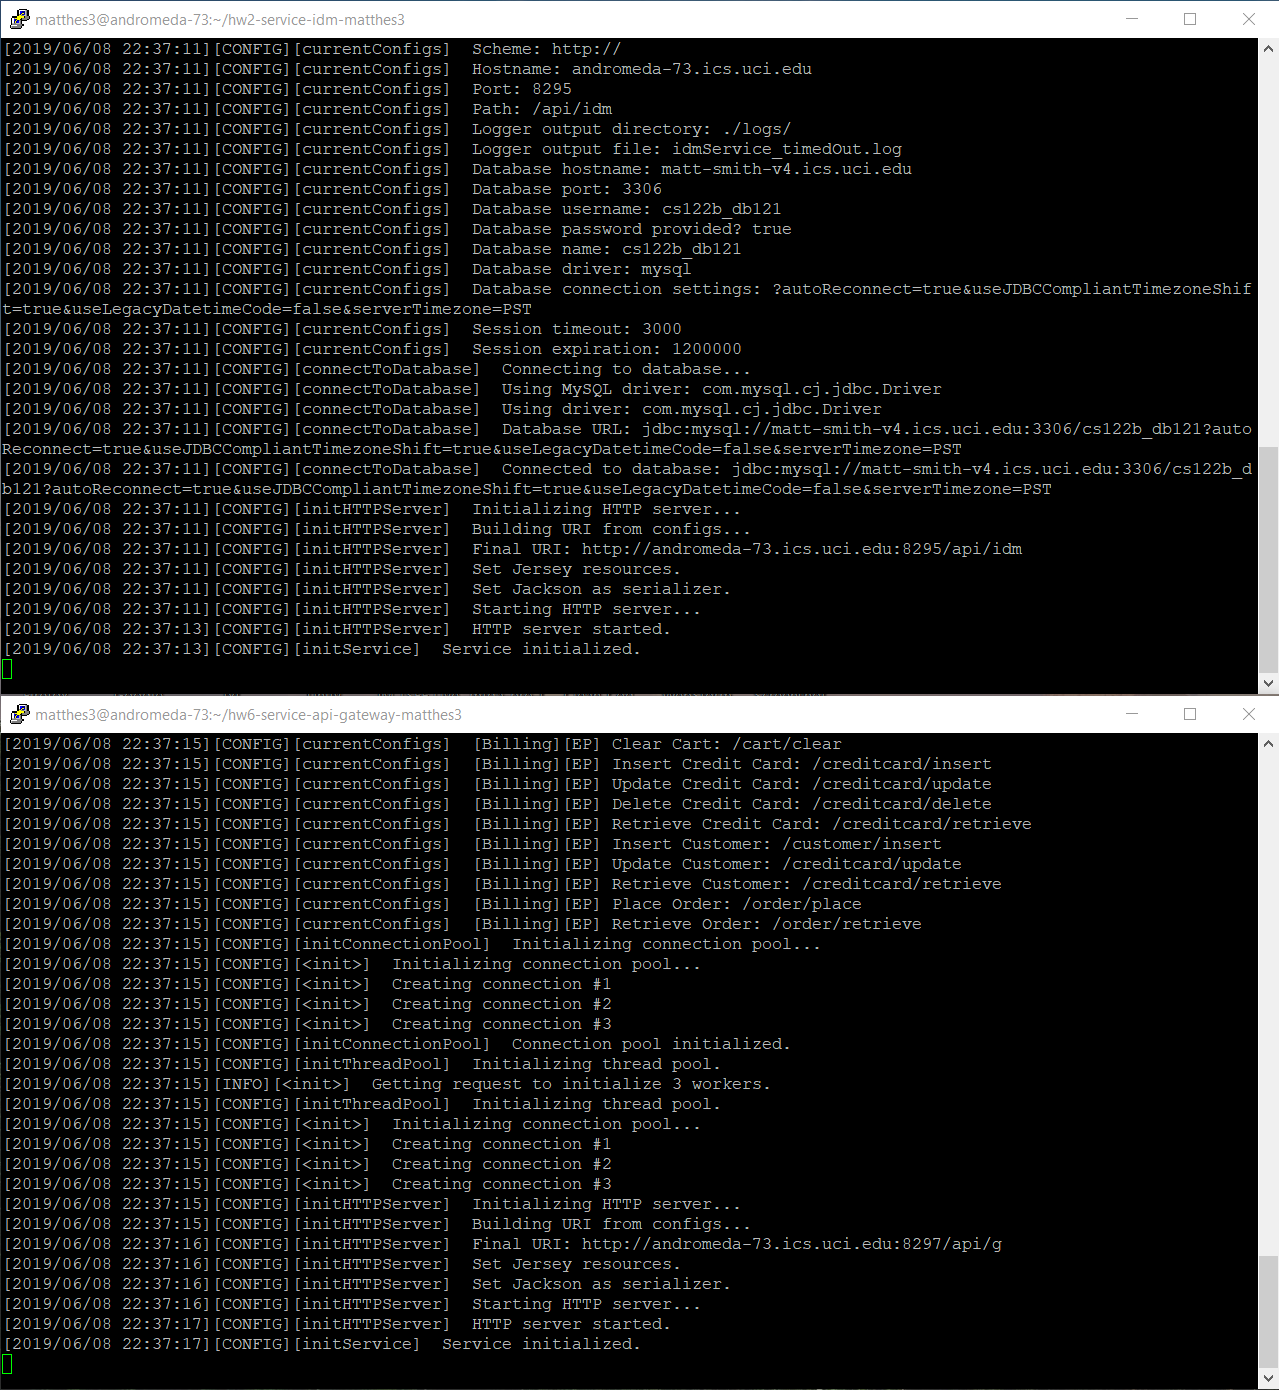 matthes3@andromeda-73:~/hw2-service-idm-matthes3
[2019/06/08 22:37:11][CONFIG][currentConfigs]  Scheme: http://
[2019/06/08 22:37:11][CONFIG][currentConfigs]  Hostname: andromeda-73.ics.uci.edu
[2019/06/08 22:37:11][CONFIG][currentConfigs]  Port: 8295
[2019/06/08 22:37:11][CONFIG][currentConfigs]  Path: /api/idm
[2019/06/08 22:37:11][CONFIG][currentConfigs]  Logger output directory: ./logs/
[2019/06/08 22:37:11][CONFIG][currentConfigs]  Logger output file: idmService_timedOut.log
[2019/06/08 22:37:11][CONFIG][currentConfigs]  Database hostname: matt-smith-v4.ics.uci.edu
[2019/06/08 22:37:11][CONFIG][currentConfigs]  Database port: 3306
[2019/06/08 22:37:11][CONFIG][currentConfigs]  Database username: cs122b_db121
[2019/06/08 22:37:11][CONFIG][currentConfigs]  Database password provided? true
[2019/06/08 22:37:11][CONFIG][currentConfigs]  Database name: cs122b_db121
[2019/06/08 22:37:11][CONFIG][currentConfigs]  Database driver: mysql
[2019/06/08 22:37:11][CONFIG][currentConfigs]  Database connection settings: ?autoReconnect=true&useJDBCCompliantTimezoneShif
t=true&useLegacyDatetimeCode=false&serverTimezone=PST
[2019/06/08 22:37:11][CONFIG][currentConfigs]  Session timeout: 3000
[2019/06/08 22:37:11][CONFIG][currentConfigs]  Session expiration: 1200000
[2019/06/08 22:37:11][CONFIG][connectToDatabase]  Connecting to database...
[2019/06/08 22:37:11][CONFIG][connectToDatabase]  Using MySQL driver: com.mysql.cj.jdbc.Driver
[2019/06/08 22:37:11][CONFIG][connectToDatabase]  Using driver: com.mysql.cj.jdbc.Driver
[2019/06/08 22:37:11][CONFIG][connectToDatabase]  Database URL: jdbc:mysql://matt-smith-v4.ics.uci.edu:3306/cs122b_db121?auto
Reconnect=true&useJDBCCompliantTimezoneShift=true&useLegacyDatetimeCode=false&serverTimezone=PST
[2019/06/08 22:37:11][CONFIG][connectToDatabase]  Connected to database: jdbc:mysql://matt-smith-v4.ics.uci.edu:3306/cs122b_d
b121?autoReconnect=true&useJDBCCompliantTimezoneShift=true&useLegacyDatetimeCode=false&serverTimezone=PST
[2019/06/08 22:37:11][CONFIG][initHTTPServer]  Initializing HTTP server...
[2019/06/08 22:37:11][CONFIG][initHTTPServer]  Building URI from configs...
[2019/06/08 22:37:11][CONFIG][initHTTPServer]  Final URI: http://andromeda-73.ics.uci.edu:8295/api/idm
[2019/06/08 22:37:11][CONFIG][initHTTPServer]  Set Jersey resources.
[2019/06/08 22:37:11][CONFIG][initHTTPServer]  Set Jackson as serializer.
[2019/06/08 22:37:11][CONFIG][initHTTPServer]  Starting HTTP server...
[2019/06/08 22:37:13][CONFIG][initHTTPServer]  HTTP server started.
[2019/06/08 22:37:13][CONFIG][initService]  Service initialized.
matthes3@andromeda-73:~/hw6-service-api-gateway-matthes3
[2019/06/08 22:37:15][CONFIG][currentConfigs]  [Billing][EP] Clear Cart: /cart/clear
[2019/06/08 22:37:15][CONFIG][currentConfigs]  [Billing][EP] Insert Credit Card: /creditcard/insert
[2019/06/08 22:37:15][CONFIG][currentConfigs]  [Billing][EP] Update Credit Card: /creditcard/update
[2019/06/08 22:37:15][CONFIG][currentConfigs]  [Billing][EP] Delete Credit Card: /creditcard/delete
[2019/06/08 22:37:15][CONFIG][currentConfigs]  [Billing][EP] Retrieve Credit Card: /creditcard/retrieve
[2019/06/08 22:37:15][CONFIG][currentConfigs]  [Billing][EP] Insert Customer: /customer/insert
[2019/06/08 22:37:15][CONFIG][currentConfigs]  [Billing][EP] Update Customer: /creditcard/update
[2019/06/08 22:37:15][CONFIG][currentConfigs]  [Billing][EP] Retrieve Customer: /creditcard/retrieve
[2019/06/08 22:37:15][CONFIG][currentConfigs]  [Billing][EP] Place Order: /order/place
[2019/06/08 22:37:15][CONFIG][currentConfigs]  [Billing][EP] Retrieve Order: /order/retrieve
[2019/06/08 22:37:15][CONFIG][initConnectionPool]  Initializing connection pool...
[2019/06/08 22:37:15][CONFIG][<init>]  Initializing connection pool...
[2019/06/08 22:37:15][CONFIG][<init>]  Creating connection #1
[2019/06/08 22:37:15][CONFIG][<init>]  Creating connection #2
[2019/06/08 22:37:15][CONFIG][<init>]  Creating connection #3
[2019/06/08 22:37:15][CONFIG][initConnectionPool]  Connection pool initialized.
[2019/06/08 22:37:15][CONFIG][initThreadPool]  Initializing thread pool.
[2019/06/08 22:37:15][INFO][<init>]  Getting request to initialize 3 workers.
[2019/06/08 22:37:15][CONFIG][initThreadPool]  Initializing thread pool.
[2019/06/08 22:37:15][CONFIG][<init>]  Initializing connection pool...
[2019/06/08 22:37:15][CONFIG][<init>]  Creating connection #1
[2019/06/08 22:37:15][CONFIG][<init>]  Creating connection #2
[2019/06/08 22:37:15][CONFIG][<init>]  Creating connection #3
[2019/06/08 22:37:15][CONFIG][initHTTPServer]  Initializing HTTP server...
[2019/06/08 22:37:15][CONFIG][initHTTPServer]  Building URI from configs...
[2019/06/08 22:37:16][CONFIG][initHTTPServer]  Final URI: http://andromeda-73.ics.uci.edu:8297/api/g
[2019/06/08 22:37:16][CONFIG][initHTTPServer]  Set Jersey resources.
[2019/06/08 22:37:16][CONFIG][initHTTPServer]  Set Jackson as serializer.
[2019/06/08 22:37:16][CONFIG][initHTTPServer]  Starting HTTP server...
[2019/06/08 22:37:17][CONFIG][initHTTPServer]  HTTP server started.
[2019/06/08 22:37:17][CONFIG][initService]  Service initialized.